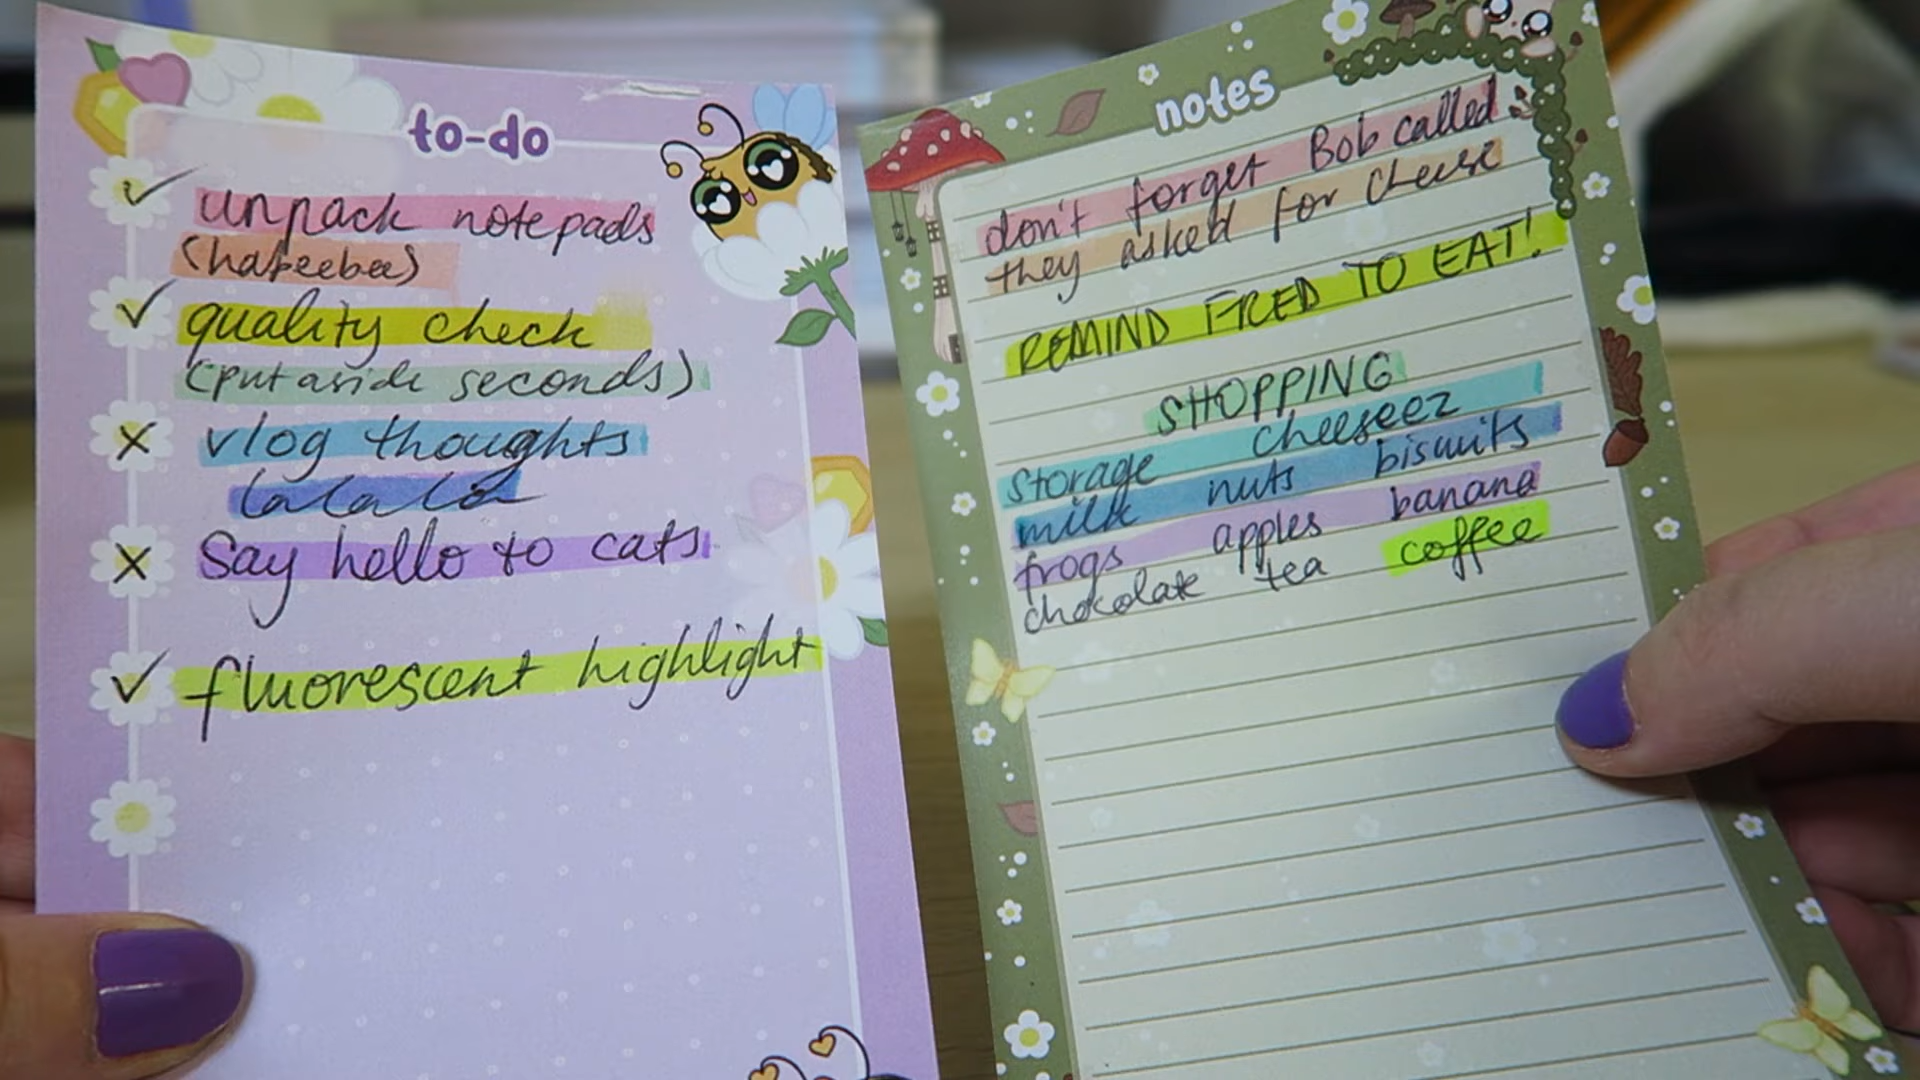 to-do
unpack notepads
(habeebees)
quality check
(put aside seconds)
vlog thoughts
lalala
Say hello to cats
fluorescent highlight
notes
don't forget Bob called
they asked for cheese
REMIND FRED TO EAT!
SHOPPING
storage cheeseez
milk nuts biscuits
frogs apples banana
chocolate tea coffee